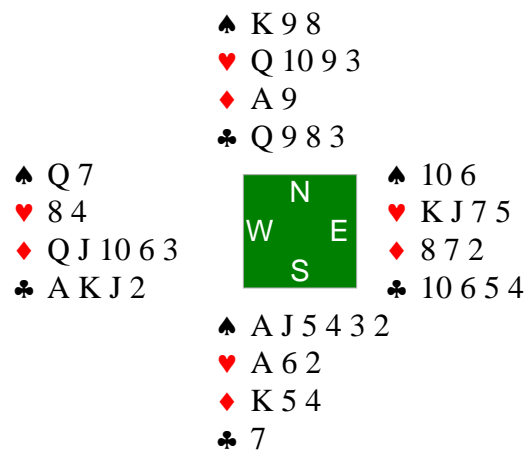 ♠ K 9 8
♥ Q 10 9 3
♦ A 9
♣ Q 9 8 3
♠ Q 7
♥ 8 4
♦ Q J 10 6 3
♣ A K J 2
N
W E
S
♠ 10 6
♥ K J 7 5
♦ 8 7 2
♣ 10 6 5 4
♠ A J 5 4 3 2
♥ A 6 2
♦ K 5 4
♣ 7